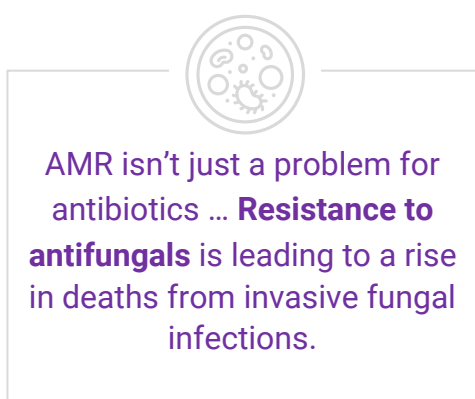 AMR isn’t just a problem for
antibiotics … Resistance to
antifungals is leading to a rise
in deaths from invasive fungal
infections.